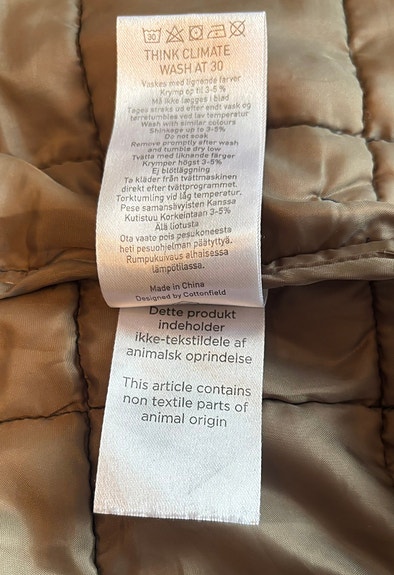 30
THINK CLIMATE
WASH AT 30
Vaskes med lignende farver
Krymp op til 3-5 %
Må ikke lægges i blød
Tages straks ud efter endt vask og
tørretumbles ved lav temperatur
Wash with similar colours
Shinkage up to 3-5%
Do not soak
Remove promptly after wash
and tumble dry low
Tvätta med liknande färger
Krymper högst 3-5%
Ej blötläggning
Ta kläder från tvättmaskinen
direkt efter tvättprogrammet.
Torktumling vid låg temperatur.
Pese samansävyisten Kanssa
Kutistuu Korkeintaan 3-5%
Älä liotusta
Ota vaate pois pesukoneesta
heti pesuohjelman päätyttyä.
Rumpukuivaus alhaisessa
lämpötilassa.
Made in China
Designed by Cottonfield
Dette produkt
indeholder
ikke-tekstildele af
animalsk oprindelse
This article contains
non textile parts of
animal origin